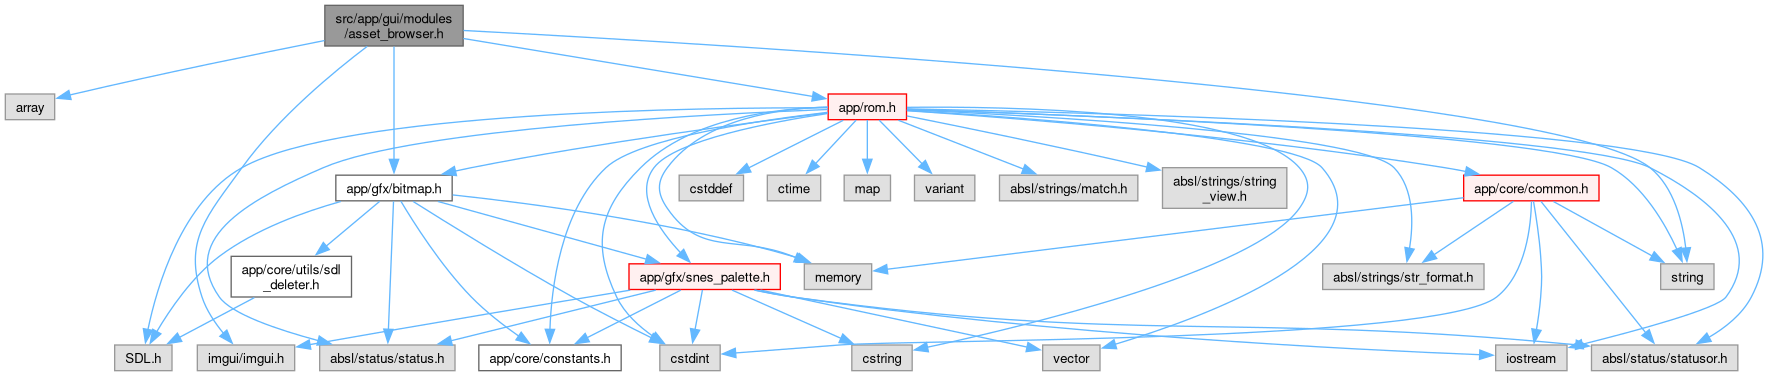 src/app/gui/modules
/asset_browser.h
array
app/rom.h
app/gfx/bitmap.h
cstddef
ctime
map
variant
absl/strings/match.h
absl/strings/string
_view.h
app/core/common.h
app/core/utils/sdl
_deleter.h
app/gfx/snes_palette.h
memory
absl/strings/str_format.h
string
SDL.h
imgui/imgui.h
absl/status/status.h
app/core/constants.h
cstdint
cstring
vector
iostream
absl/status/statusor.h